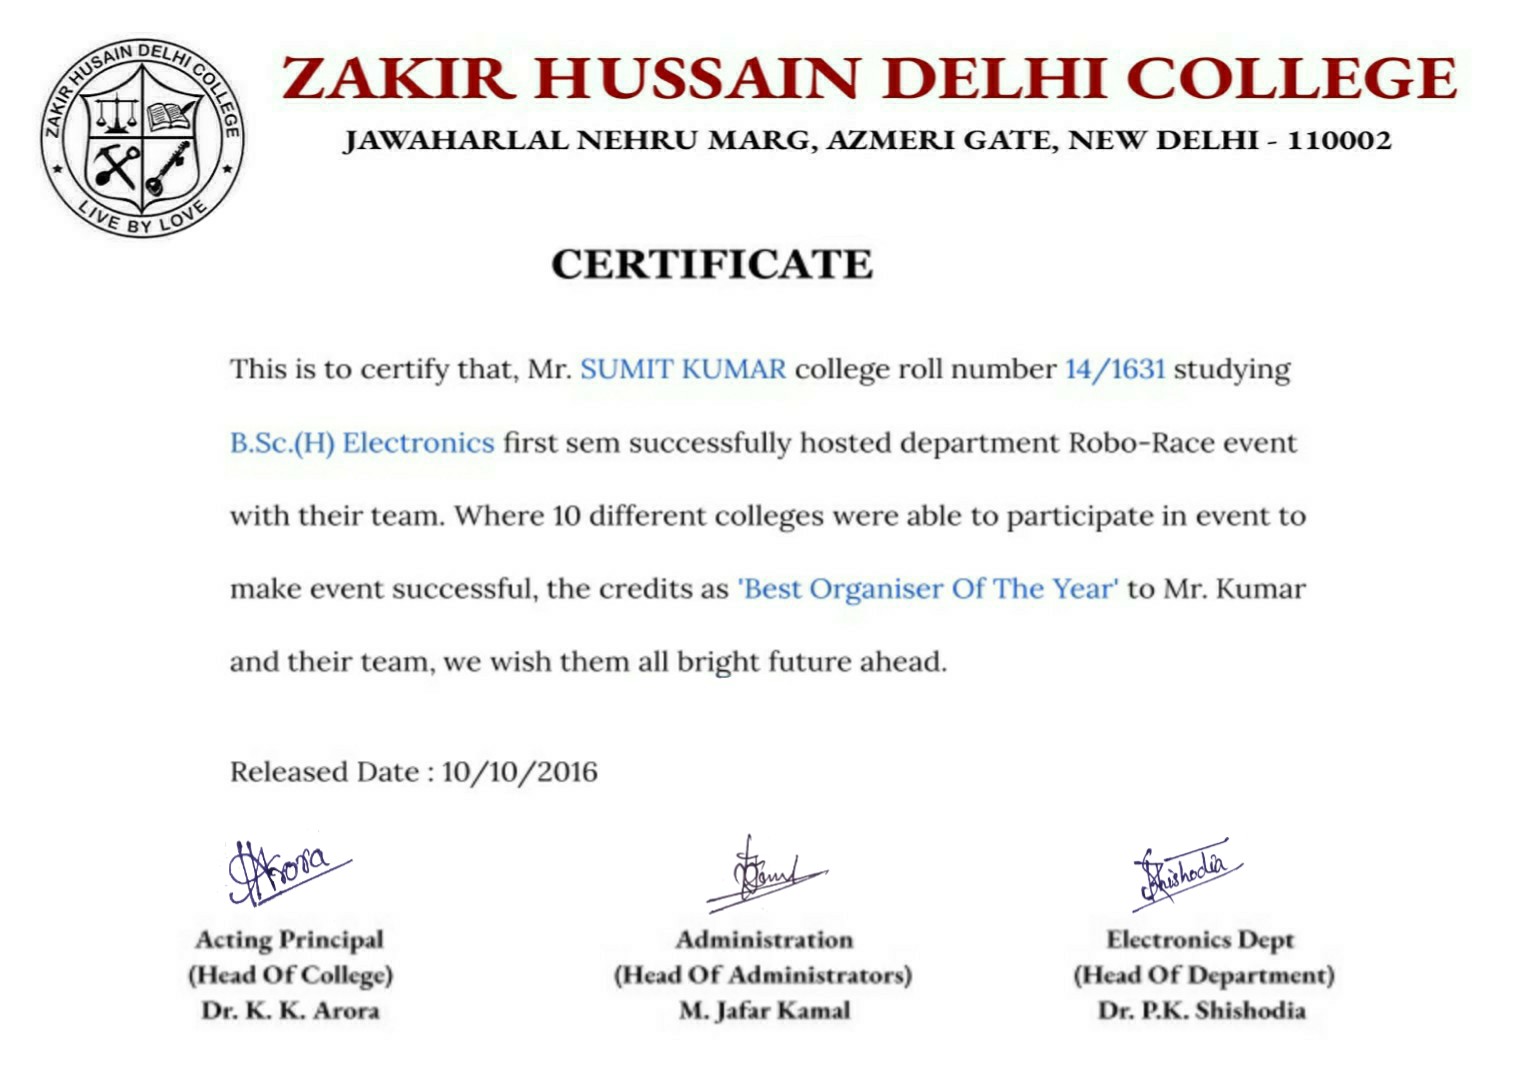 ZAKIR HUSAIN DELHI COLLEGE
LIVE BY LOVE
ZAKIR HUSSAIN DELHI COLLEGE
JAWAHARLAL NEHRU MARG, AZMERI GATE, NEW DELHI - 110002
CERTIFICATE
This is to certify that, Mr. SUMIT KUMAR college roll number 14/1631 studying
B.Sc.(H) Electronics first sem successfully hosted department Robo-Race event
with their team. Where 10 different colleges were able to participate in event to
make event successful, the credits as 'Best Organiser Of The Year' to Mr. Kumar
and their team, we wish them all bright future ahead.
Released Date : 10/10/2016
Arora
Shishodia
Acting Principal
(Head Of College)
Dr. K. K. Arora
Administration
(Head Of Administrators)
M. Jafar Kamal
Electronics Dept
(Head Of Department)
Dr. P.K. Shishodia